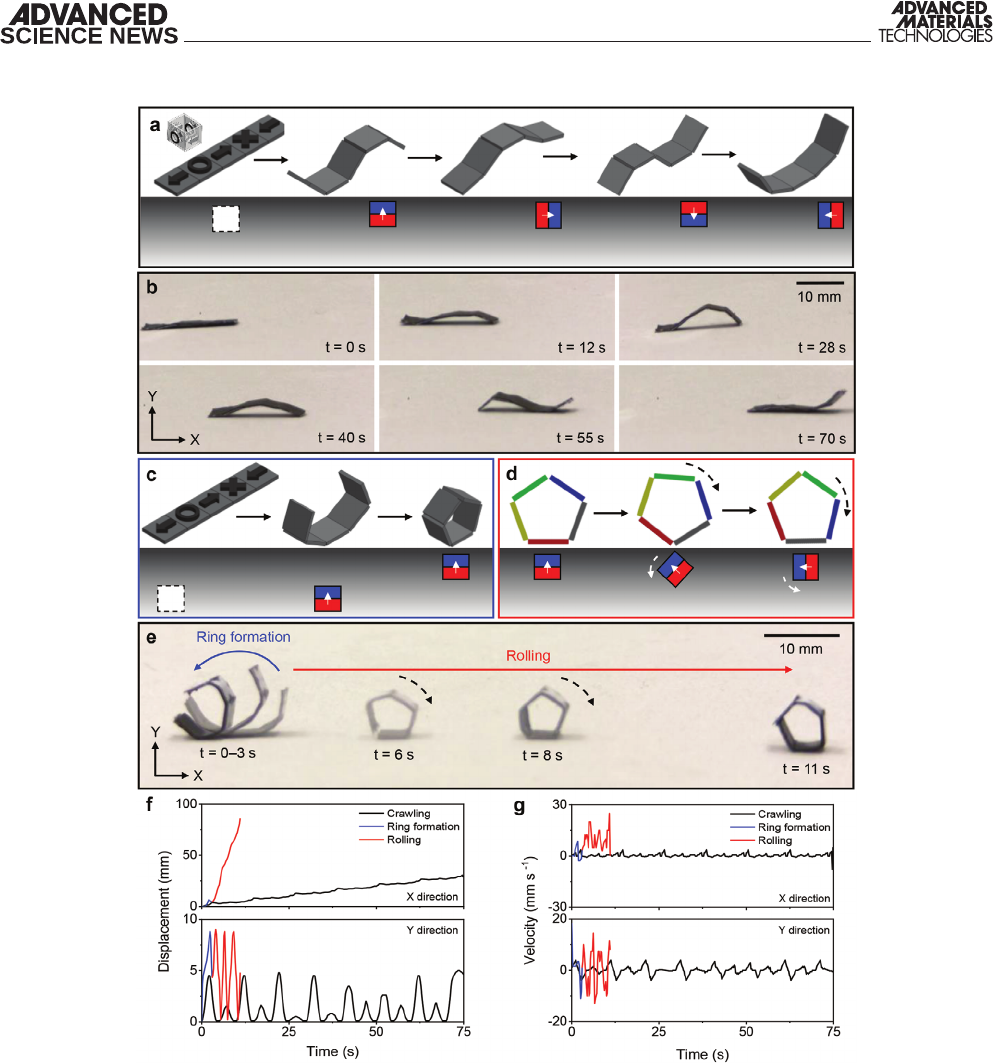 ADVANCED
SCIENCE NEWS
ADVANCED
MATERIALS
TECHNOLOGIES
a
b
10 mm
t = 0 s
t = 12 s
t = 28 s
Y
X
t = 40 s
t = 55 s
t = 70 s
c
d
e
Ring formation
Rolling
10 mm
Y
X
t = 0–3 s
t = 6 s
t = 8 s
t = 11 s
f
Displacement (mm)
100
50
0
Crawling
Ring formation
Rolling
X direction
10
5
0
Y direction
0
25
50
75
Time (s)
g
Velocity (mm s -1)
30
0
-30
Crawling
Ring formation
Rolling
X direction
20
0
-20
Y direction
0
25
50
75
Time (s)